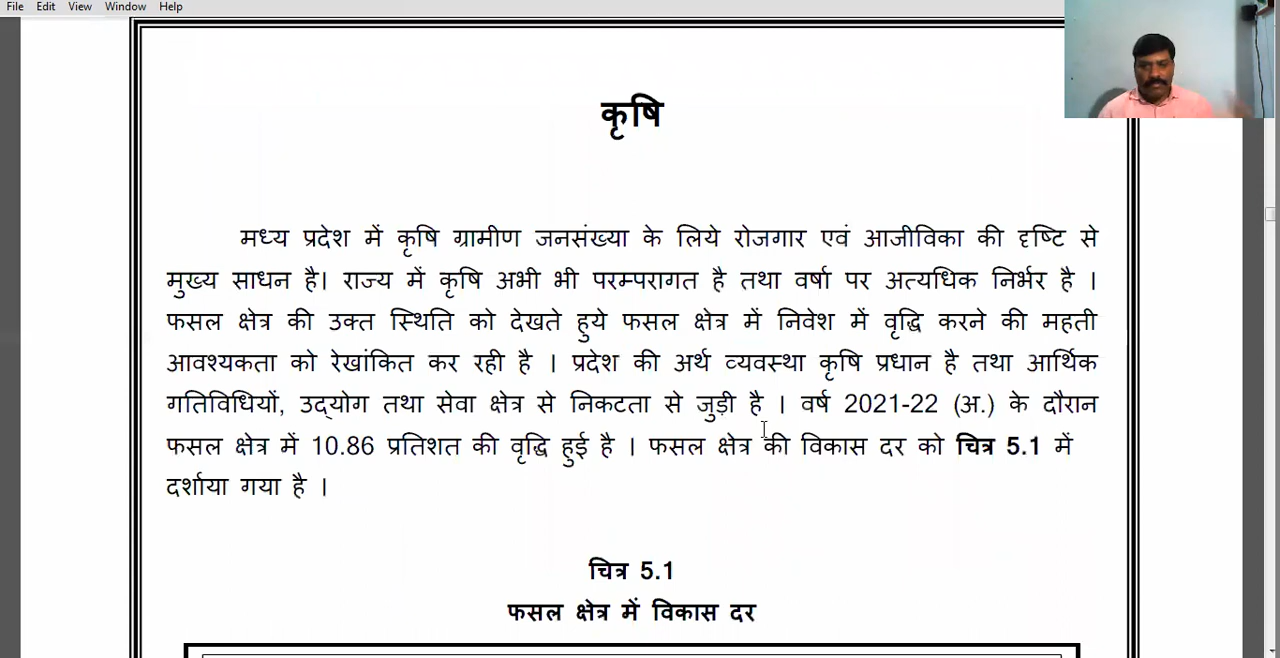 File Edit View Window Help
कृषि
मध्य प्रदेश में कृषि ग्रामीण जनसंख्या के लिये रोजगार एवं आजीविका की दृष्टि से
मुख्य साधन है। राज्य में कृषि अभी भी परम्परागत है तथा वर्षा पर अत्यधिक निर्भर है ।
फसल क्षेत्र की उक्त स्थिति को देखते हुये फसल क्षेत्र में निवेश में वृद्धि करने की महती
आवश्यकता को रेखांकित कर रही है । प्रदेश की अर्थ व्यवस्था कृषि प्रधान है तथा आर्थिक
गतिविधियों, उद्योग तथा सेवा क्षेत्र से निकटता से जुड़ी है । वर्ष 2021-22 (अ.) के दौरान
फसल क्षेत्र में 10.86 प्रतिशत की वृद्धि हुई है । फसल क्षेत्र की विकास दर को चित्र 5.1 में
दर्शाया गया है ।
चित्र 5.1
फसल क्षेत्र में विकास दर